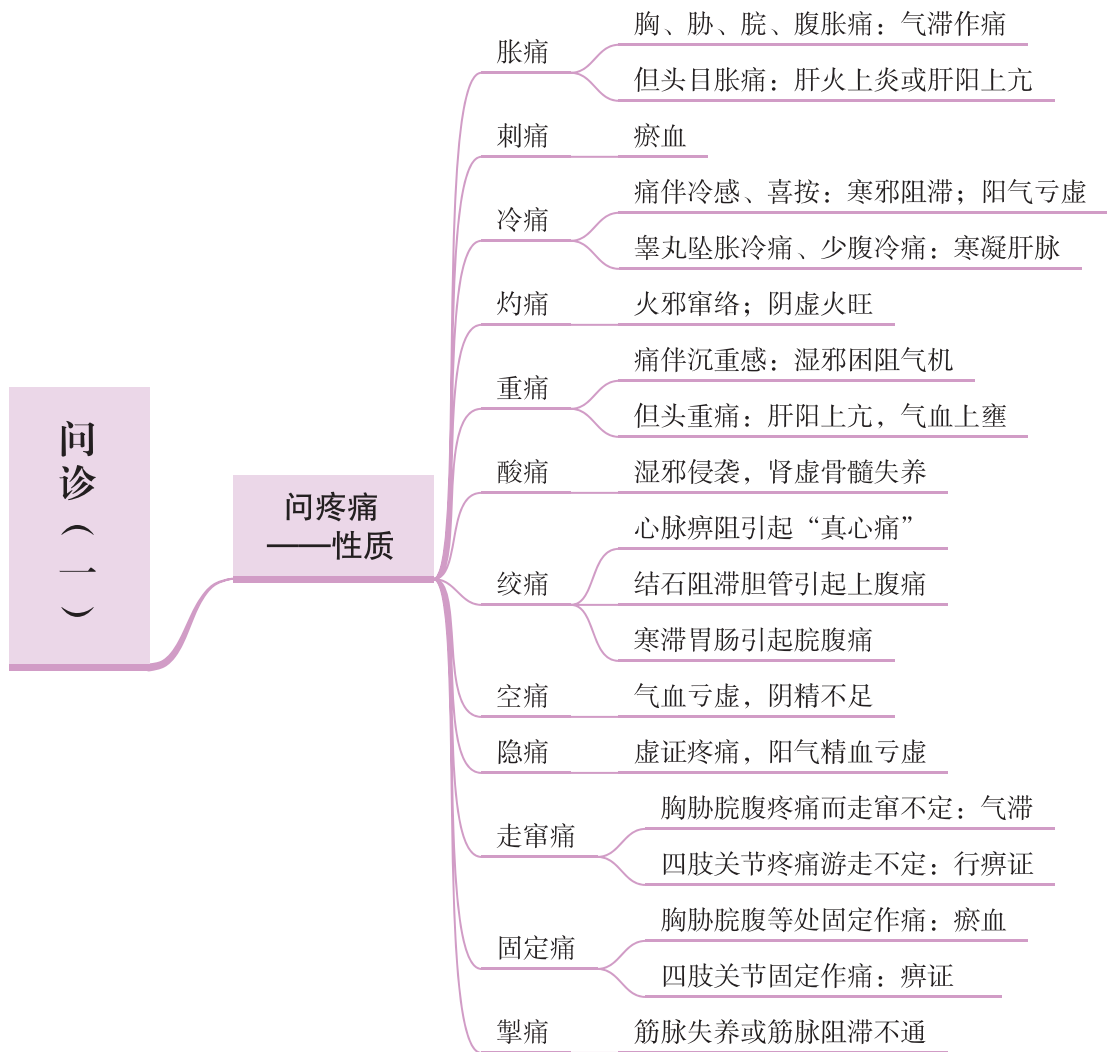 问诊（一）
问疼痛
——性质
胀痛
胸、胁、脘、腹胀痛：气滞作痛
但头目胀痛：肝火上炎或肝阳上亢
刺痛
瘀血
冷痛
痛伴冷感、喜按：寒邪阻滞；阳气亏虚
睾丸坠胀冷痛、少腹冷痛：寒凝肝脉
灼痛
火邪窜络；阴虚火旺
重痛
痛伴沉重感：湿邪困阻气机
但头重痛：肝阳上亢，气血上壅
酸痛
湿邪侵袭，肾虚骨髓失养
绞痛
心脉痹阻引起“真心痛”
结石阻滞胆管引起上腹痛
寒滞胃肠引起脘腹痛
空痛
气血亏虚，阴精不足
隐痛
虚证疼痛，阳气精血亏虚
走窜痛
胸胁脘腹疼痛而走窜不定：气滞
四肢关节疼痛游走不定：行痹证
固定痛
胸胁脘腹等处固定作痛：瘀血
四肢关节固定作痛：痹证
掣痛
筋脉失养或筋脉阻滞不通